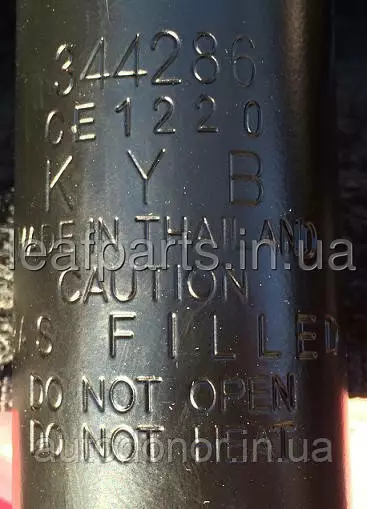 344286
CE1220
KYB
MADE IN THAILAND
leafparts.in.ua
CAUTION
FILLED
DO NOT OPEN
DO NOT HEAT
autodonor.in.ua